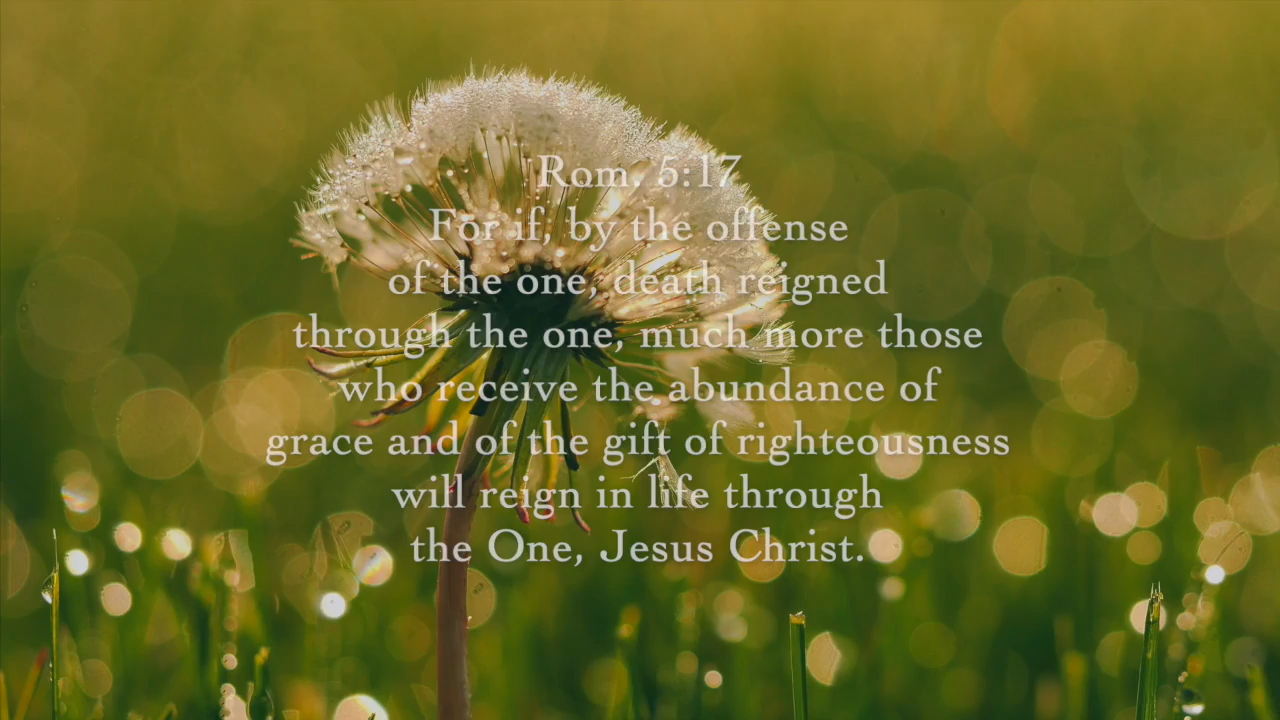 Rom. 5:17
For if, by the offense
of the one, death reigned
through the one, much more those
who receive the abundance of
grace and of the gift of righteousness
will reign in life through
the One, Jesus Christ.